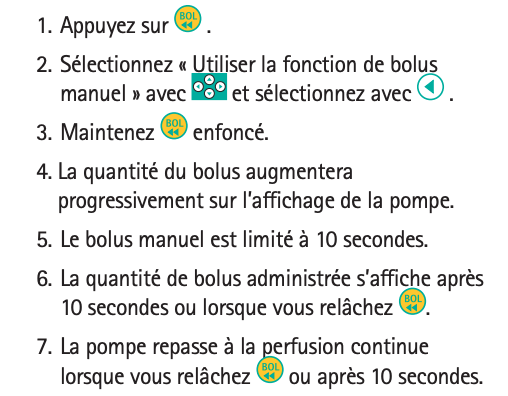 1. Appuyez sur BOL .
2. Sélectionnez « Utiliser la fonction de bolus
manuel » avec et sélectionnez avec .
3. Maintenez BOL enfoncé.
4. La quantité du bolus augmentera
progressivement sur l'affichage de la pompe.
5. Le bolus manuel est limité à 10 secondes.
6. La quantité de bolus administrée s'affiche après
10 secondes ou lorsque vous relâchez BOL.
7. La pompe repasse à la perfusion continue
lorsque vous relâchez BOL ou après 10 secondes.